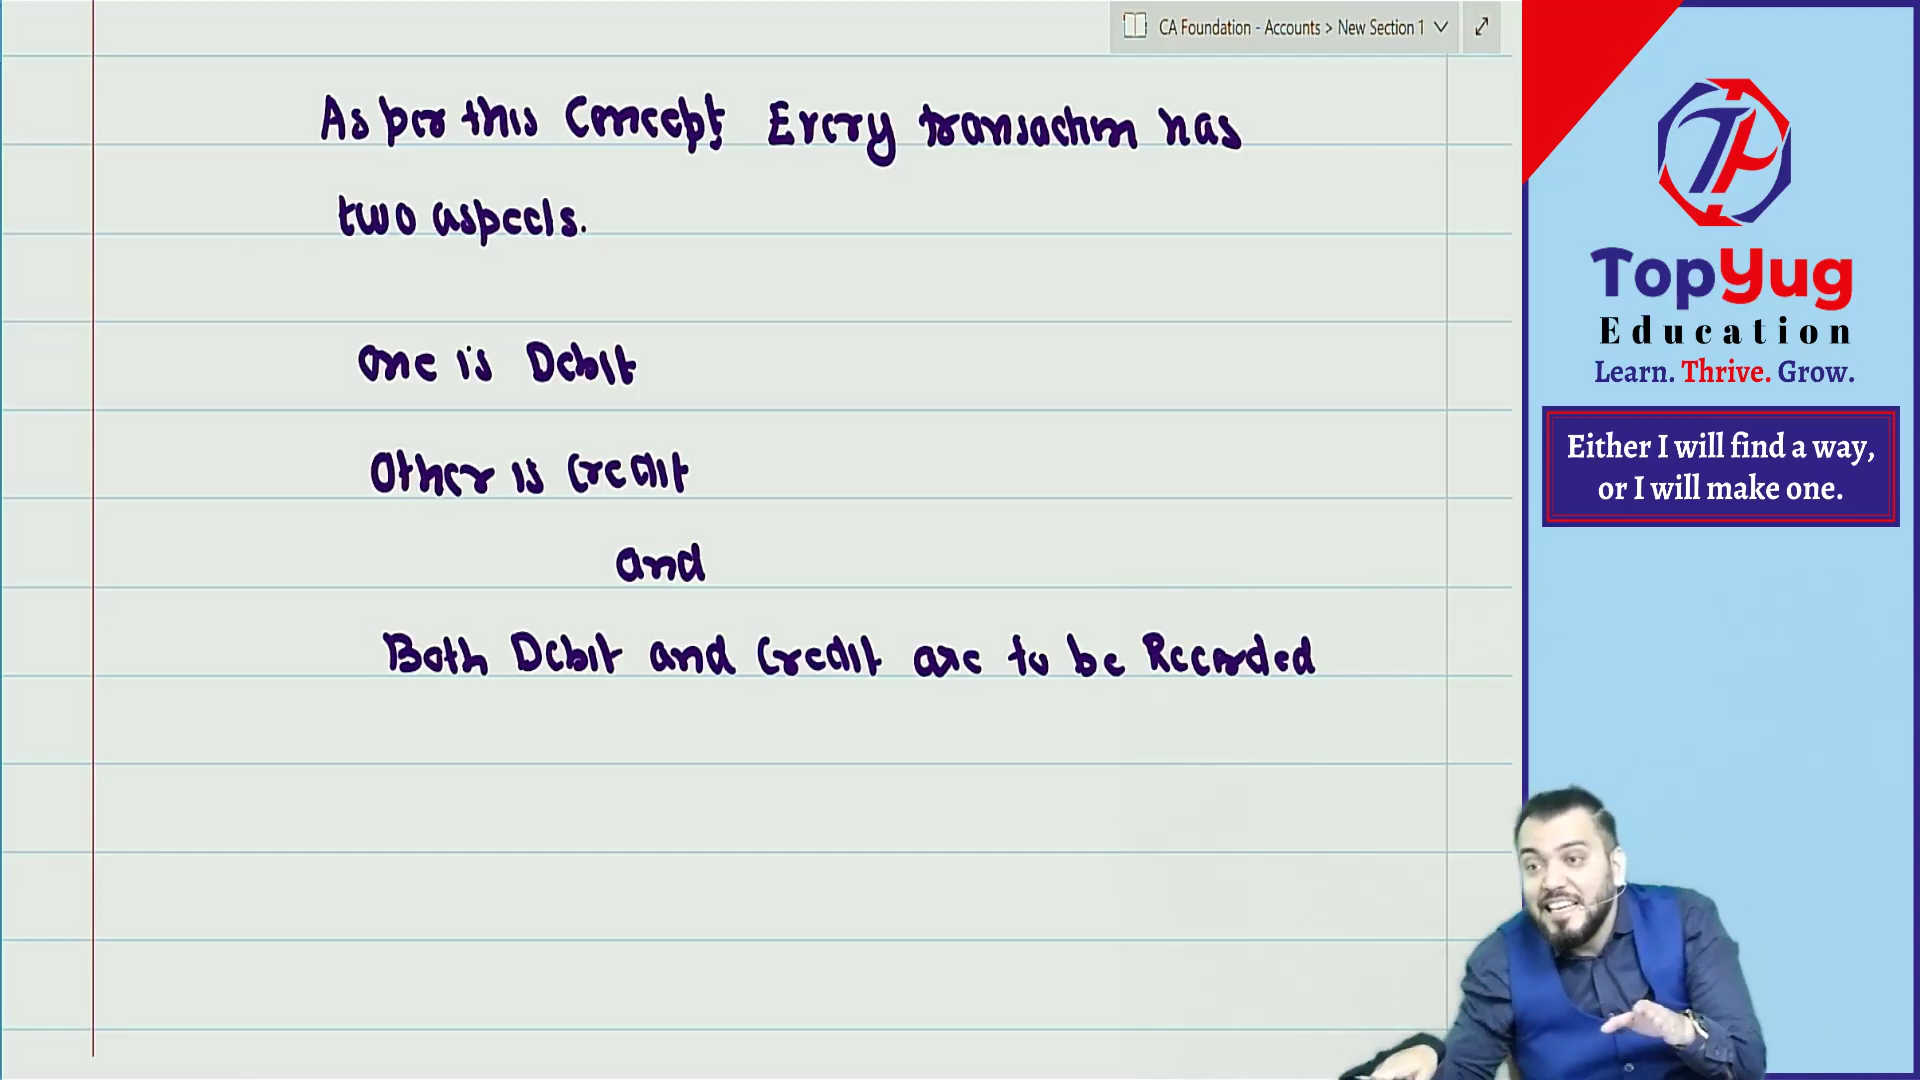 CA Foundation - Accounts > New Section 1
As per this Concept, Every transaction has
two aspects.
One is Debit
Other is Credit
and
Both Debit and Credit are to be Recorded
TopYug
Education
Learn. Thrive. Grow.
Either I will find a way,
or I will make one.